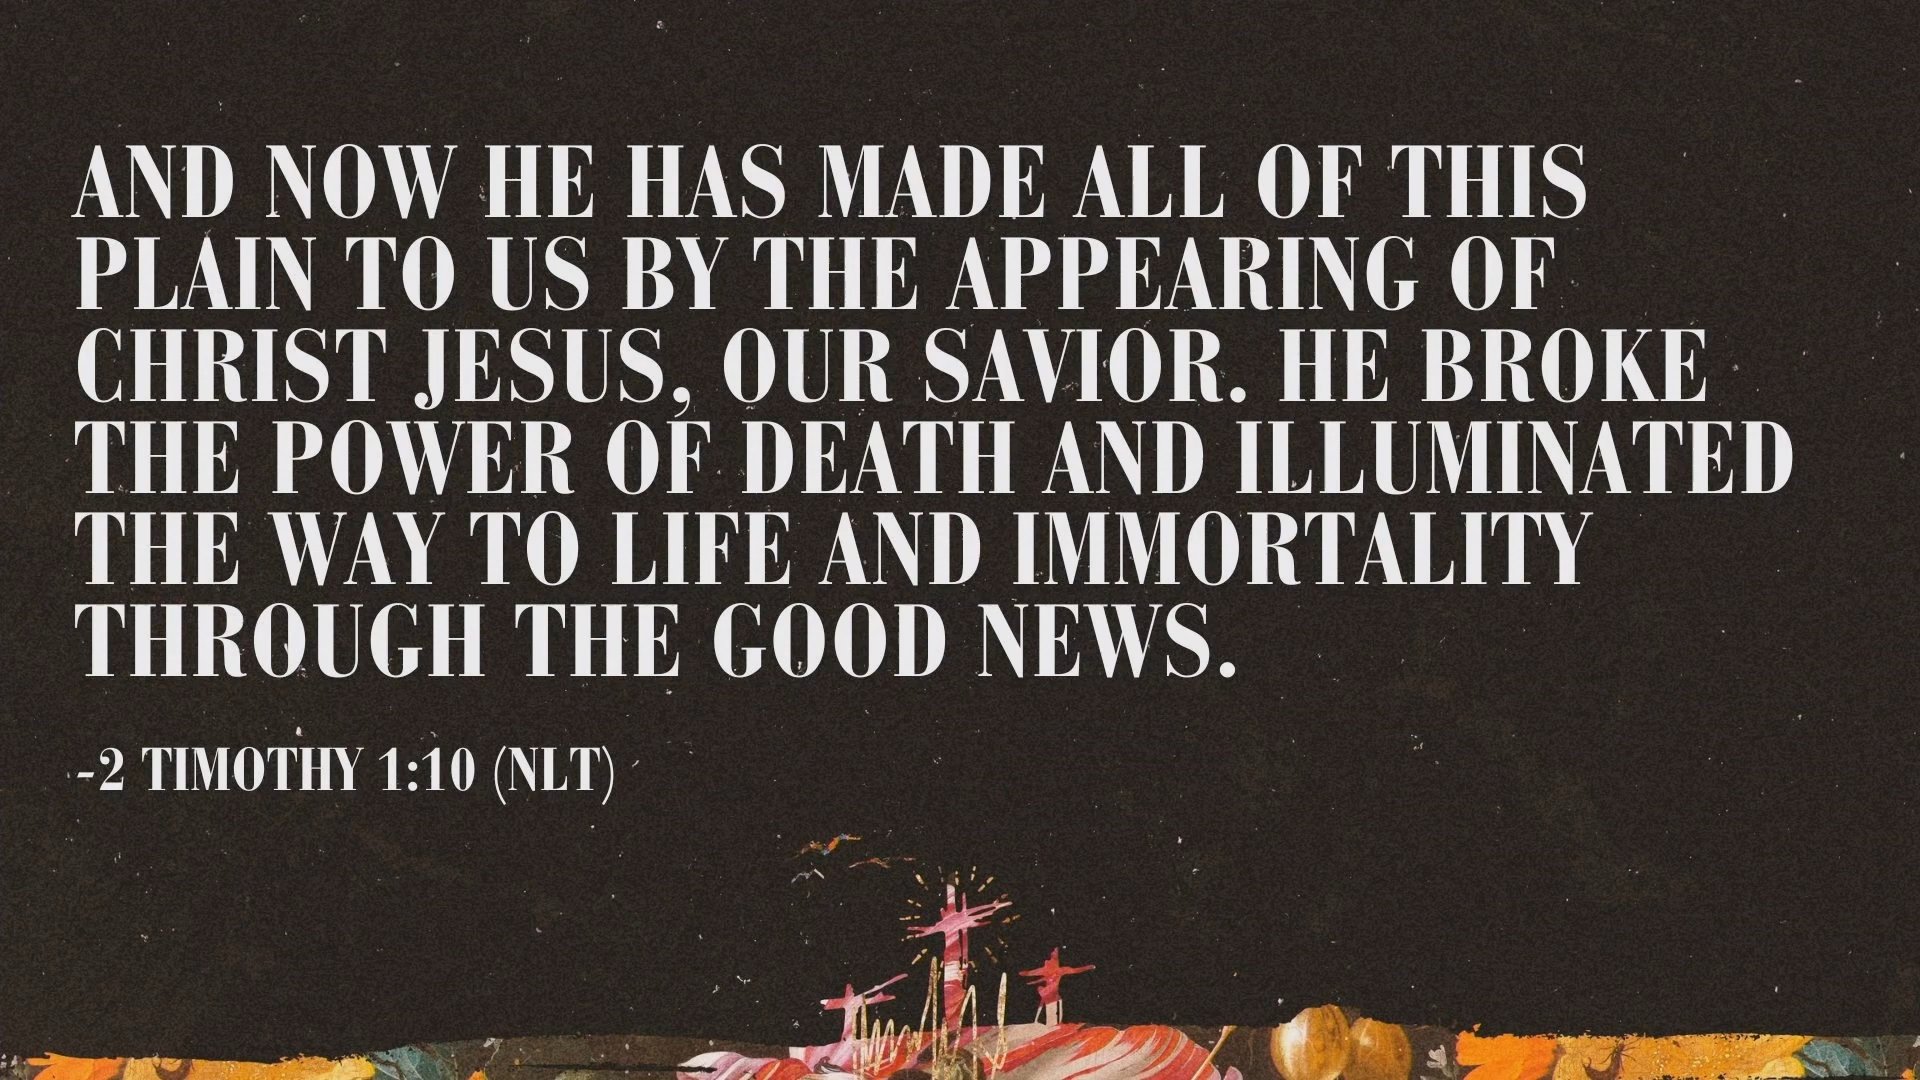 AND NOW HE HAS MADE ALL OF THIS
PLAIN TO US BY THE APPEARING OF
CHRIST JESUS, OUR SAVIOR. HE BROKE
THE POWER OF DEATH AND ILLUMINATED
THE WAY TO LIFE AND IMMORTALITY
THROUGH THE GOOD NEWS.
-2 TIMOTHY 1:10 (NLT)